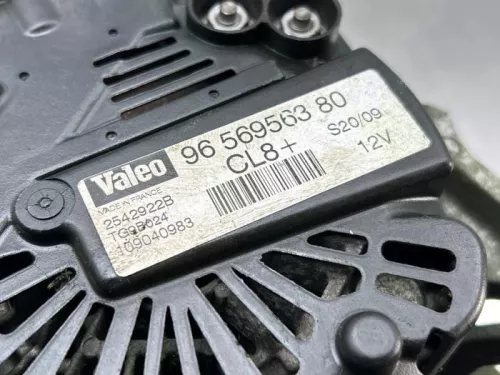 Valeo
96 569563 80
CL8+
S20/09
12V
MADE IN FRANCE
2542922B
109040983